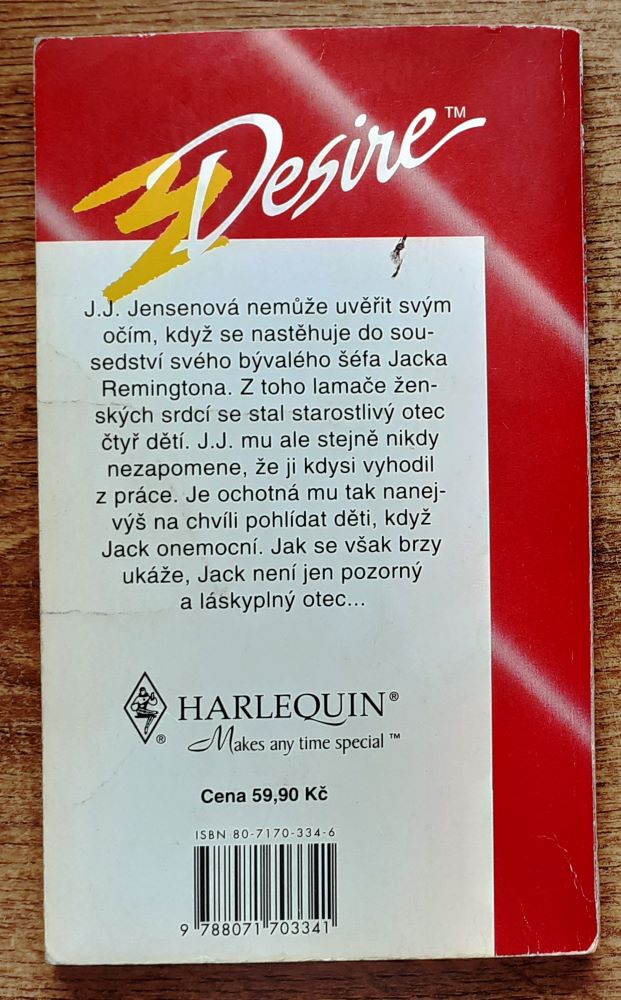 Desire™
J.J. Jensenová nemůže uvěřit svým
očím, když se nastěhuje do sou-
sedství svého bývalého šéfa Jacka
Remingtona. Z toho lamače žen-
ských srdcí se stal starostlivý otec
čtyř dětí. J.J. mu ale stejně nikdy
nezapomene, že ji kdysi vyhodil
z práce. Je ochotná mu tak nanej-
výš na chvíli pohlídat děti, když
Jack onemocní. Jak se však brzy
ukáže, Jack není jen pozorný
a láskyplný otec...
® HARLEQUIN®
Makes any time special™
Cena 59,90 Kč
ISBN 80-7170-334-6
9 788071 703341